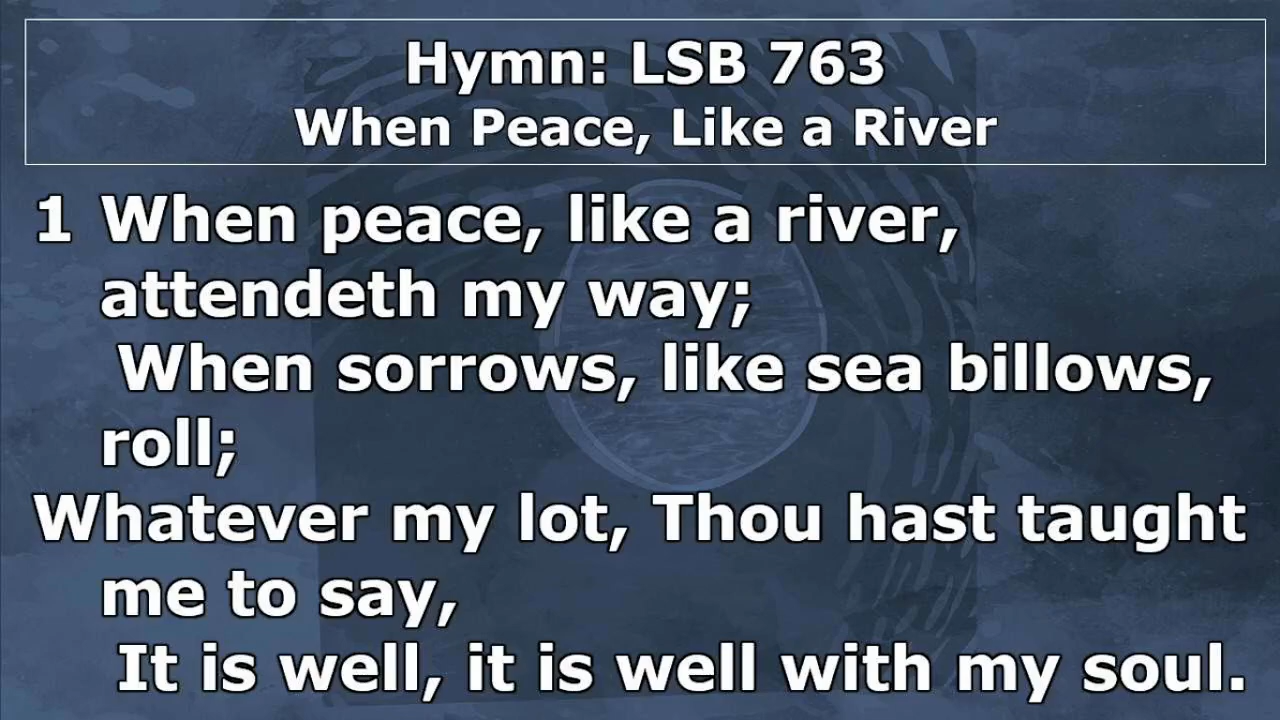 Hymn: LSB 763
When Peace, Like a River
1 When peace, like a river,
attendeth my way;
When sorrows, like sea billows,
roll;
Whatever my lot, Thou hast taught
me to say,
It is well, it is well with my soul.